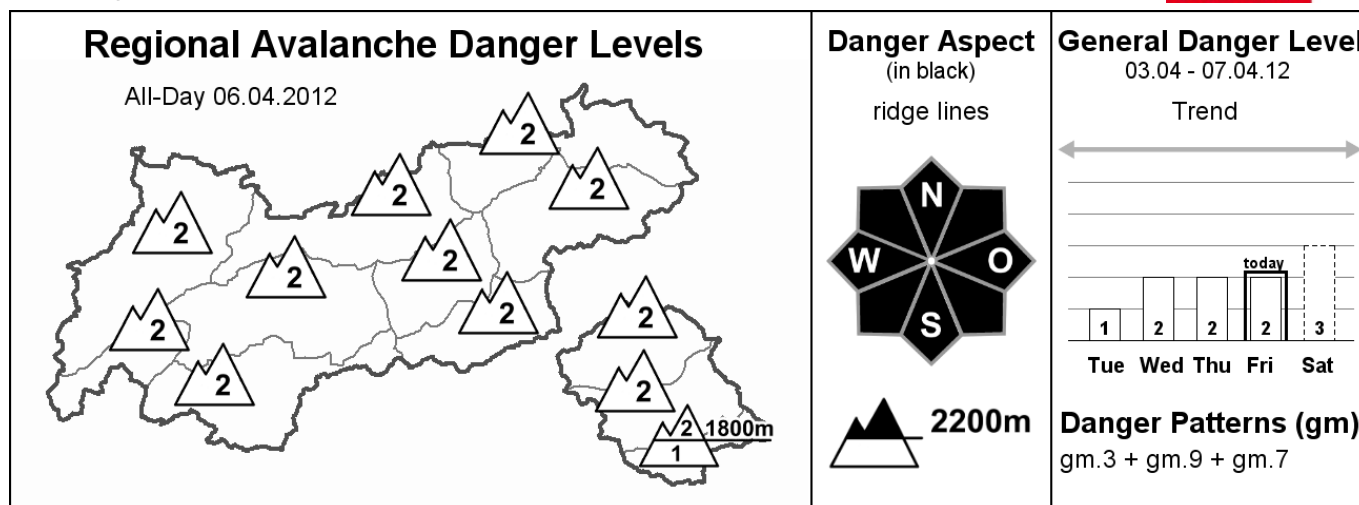 Regional Avalanche Danger Levels
All-Day 06.04.2012
2
2
2
2
2
2
2
2
2
2
2
2
2 1800m
1
Danger Aspect
(in black)
ridge lines
N
W O
S
2200m
General Danger Level
03.04 - 07.04.12
Trend
today
1 2 2 2 3
Tue Wed Thu Fri Sat
Danger Patterns (gm)
gm.3 + gm.9 + gm.7